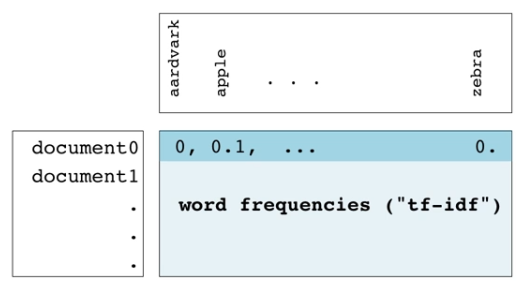 aardvark
apple
. . .
zebra
document0 0, 0.1, ... 0.
document1
. word frequencies ("tf-idf")
.
.